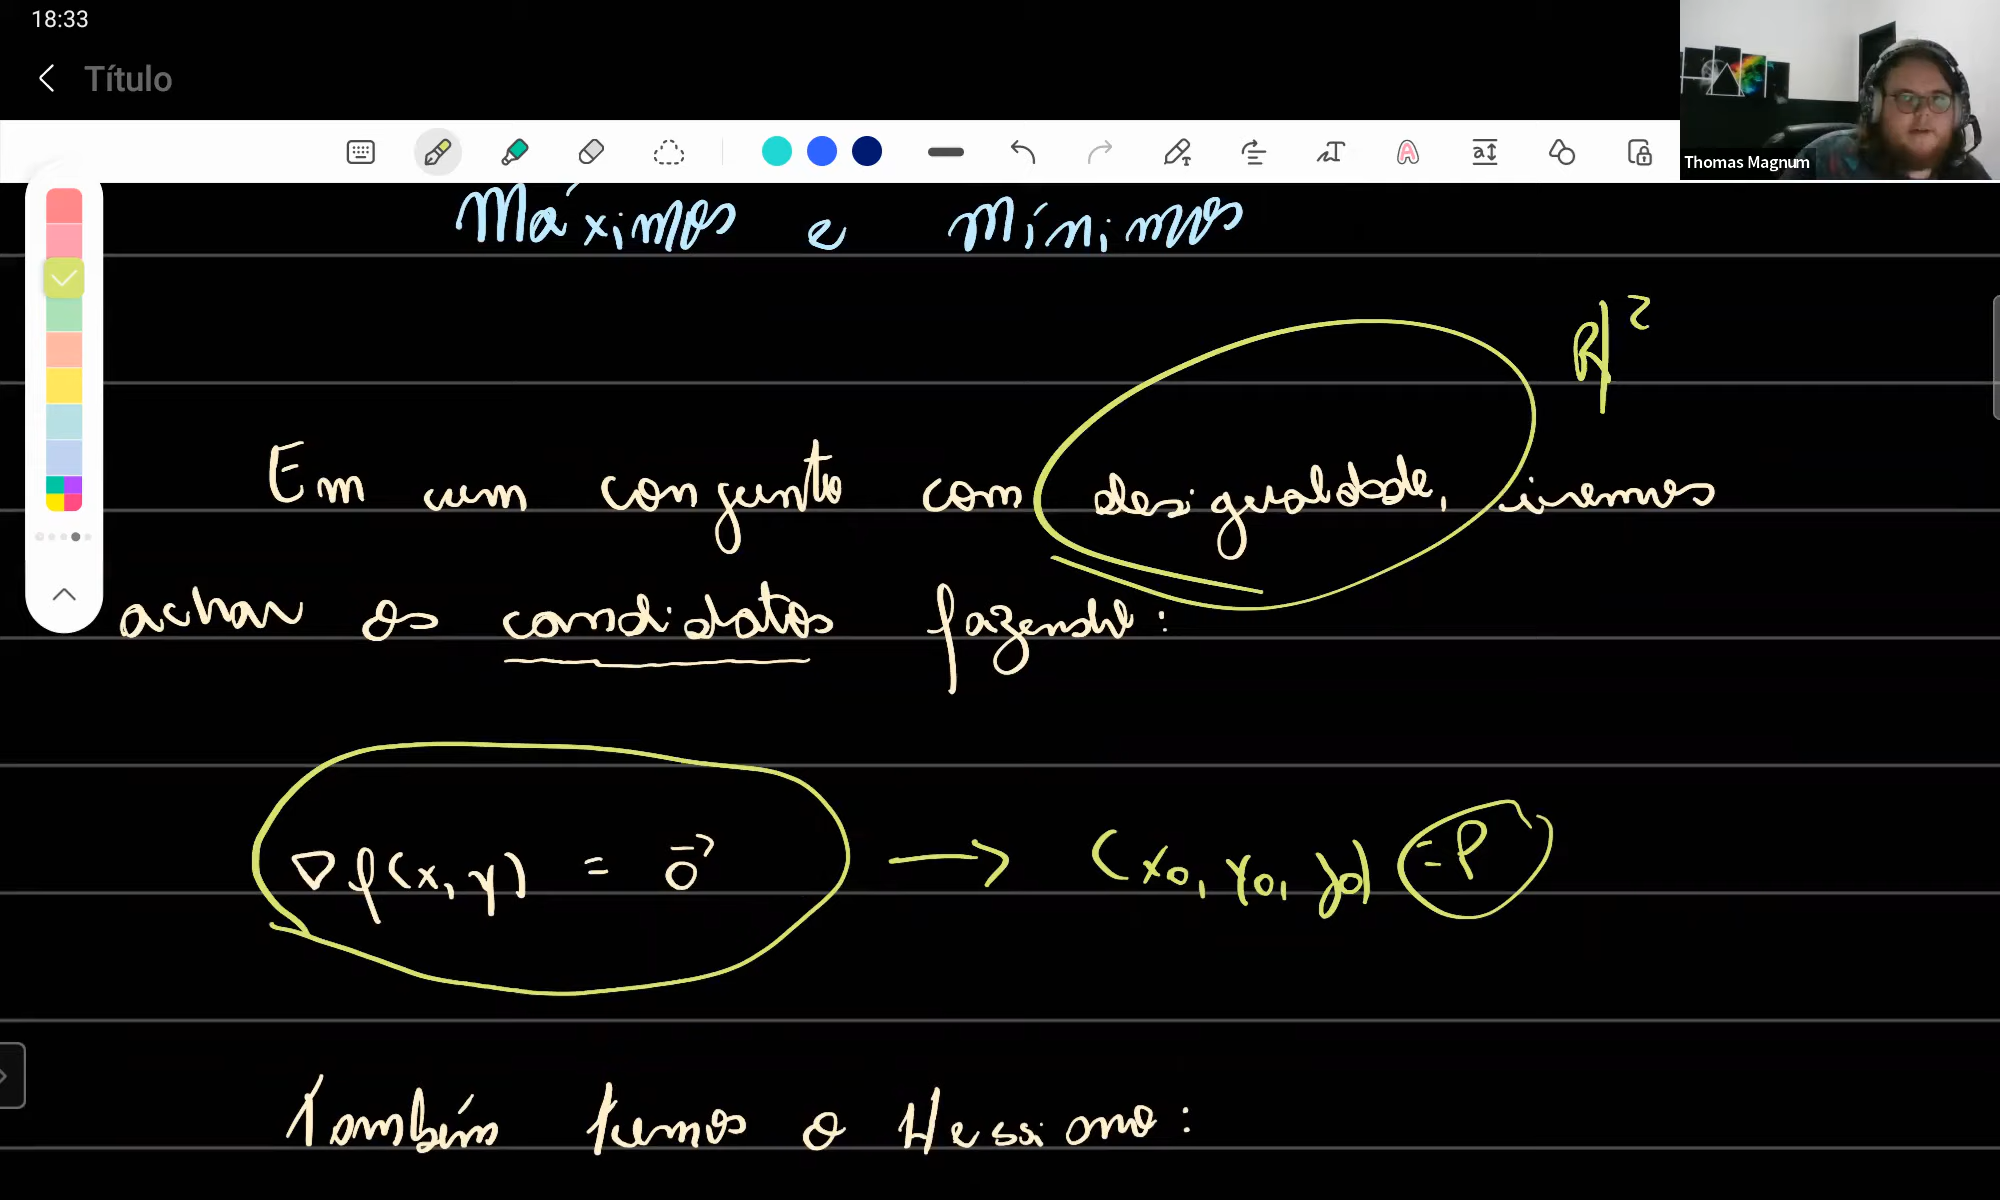 18:33
Título
Thomas Magnum
Máximos e mínimos
R²
Em um conjunto com desigualdade, iremos
achar os candidatos fazendo:
∇f(x,y) = 0⃗ → (x₀, y₀, z₀) = P
Também temos o Hessiano: